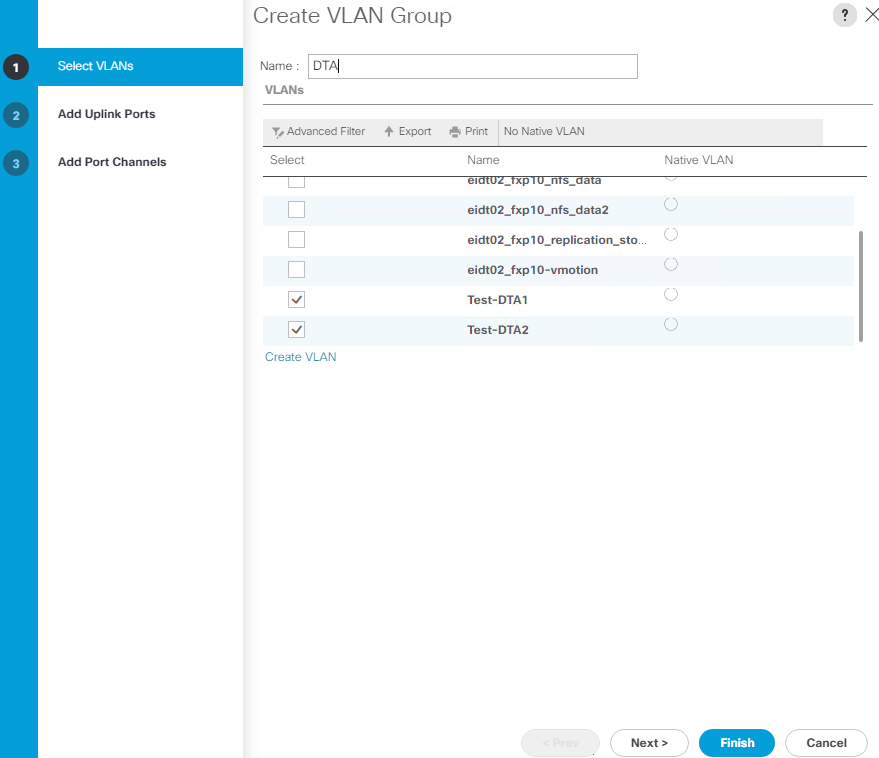 Create VLAN Group
?
1 Select VLANs
2 Add Uplink Ports
3 Add Port Channels
Name : DTA
VLANs
Advanced Filter Export Print No Native VLAN
Select Name Native VLAN
eidt02_fxp10_nfs_data
eidt02_fxp10_nfs_data2
eidt02_fxp10_replication_sto...
eidt02_fxp10-vmotion
Test-DTA1
Test-DTA2
Create VLAN
< Prev Next > Finish Cancel